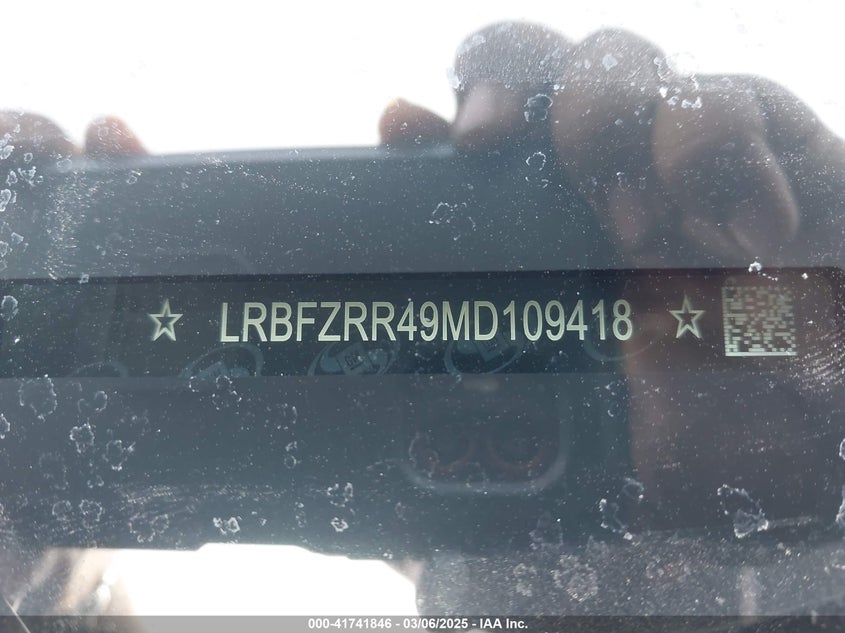 ☆ LRBFZRR49MD109418 ☆
000-41741846 - 03/06/2025 - IAA Inc.